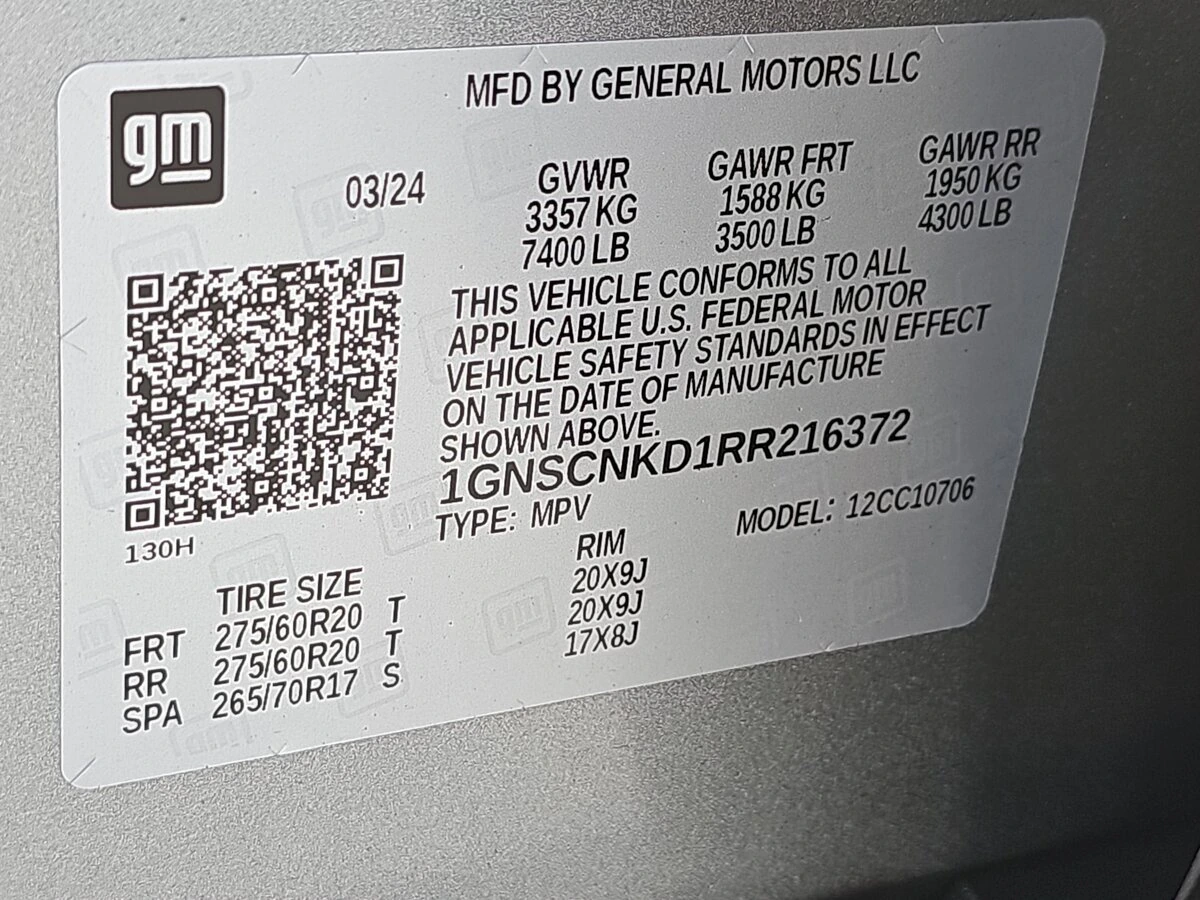 gm
MFD BY GENERAL MOTORS LLC
03/24
GVWR GAWR FRT GAWR RR
3357 KG 1588 KG 1950 KG
7400 LB 3500 LB 4300 LB
THIS VEHICLE CONFORMS TO ALL
APPLICABLE U.S. FEDERAL MOTOR
VEHICLE SAFETY STANDARDS IN EFFECT
ON THE DATE OF MANUFACTURE
SHOWN ABOVE.
1GNSCNKD1RR216372
TYPE: MPV MODEL: 12CC10706
130H
TIRE SIZE RIM
FRT 275/60R20 T 20X9J
RR 275/60R20 T 20X9J
SPA 265/70R17 S 17X8J